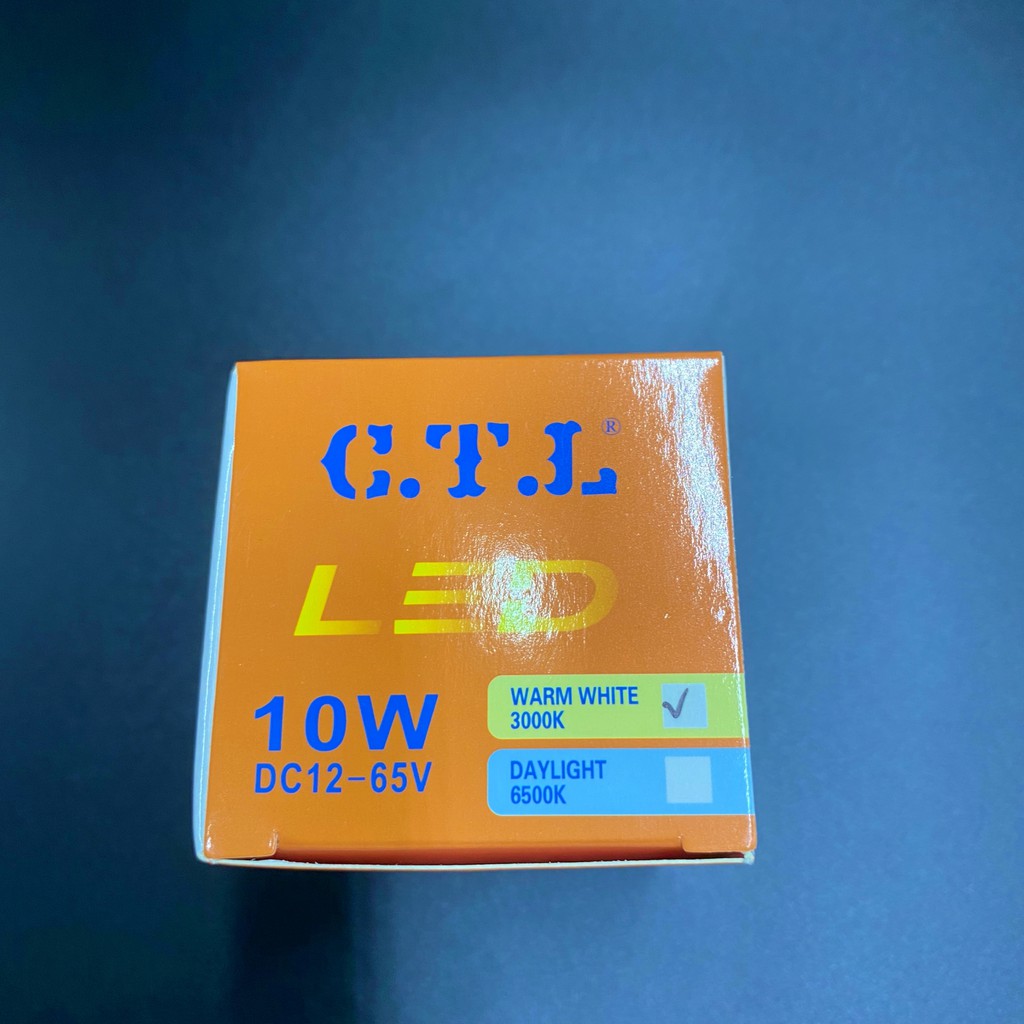 C.T.L®
LED
10W
DC12-65V
WARM WHITE
3000K
DAYLIGHT
6500K